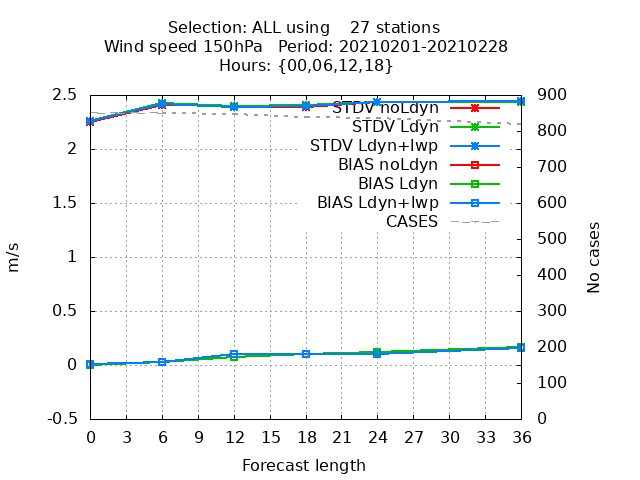 Selection: ALL using 27 stations
Wind speed 150hPa Period: 20210201-20210228
Hours: {00,06,12,18}
2.5
2
1.5
1
0.5
0
-0.5
m/s
STDV noLdyn
STDV Ldyn
STDV Ldyn+lwp
BIAS noLdyn
BIAS Ldyn
BIAS Ldyn+lwp
CASES
900
800
700
600
500
400
300
200
100
0
No cases
0 3 6 9 12 15 18 21 24 27 30 33 36
Forecast length